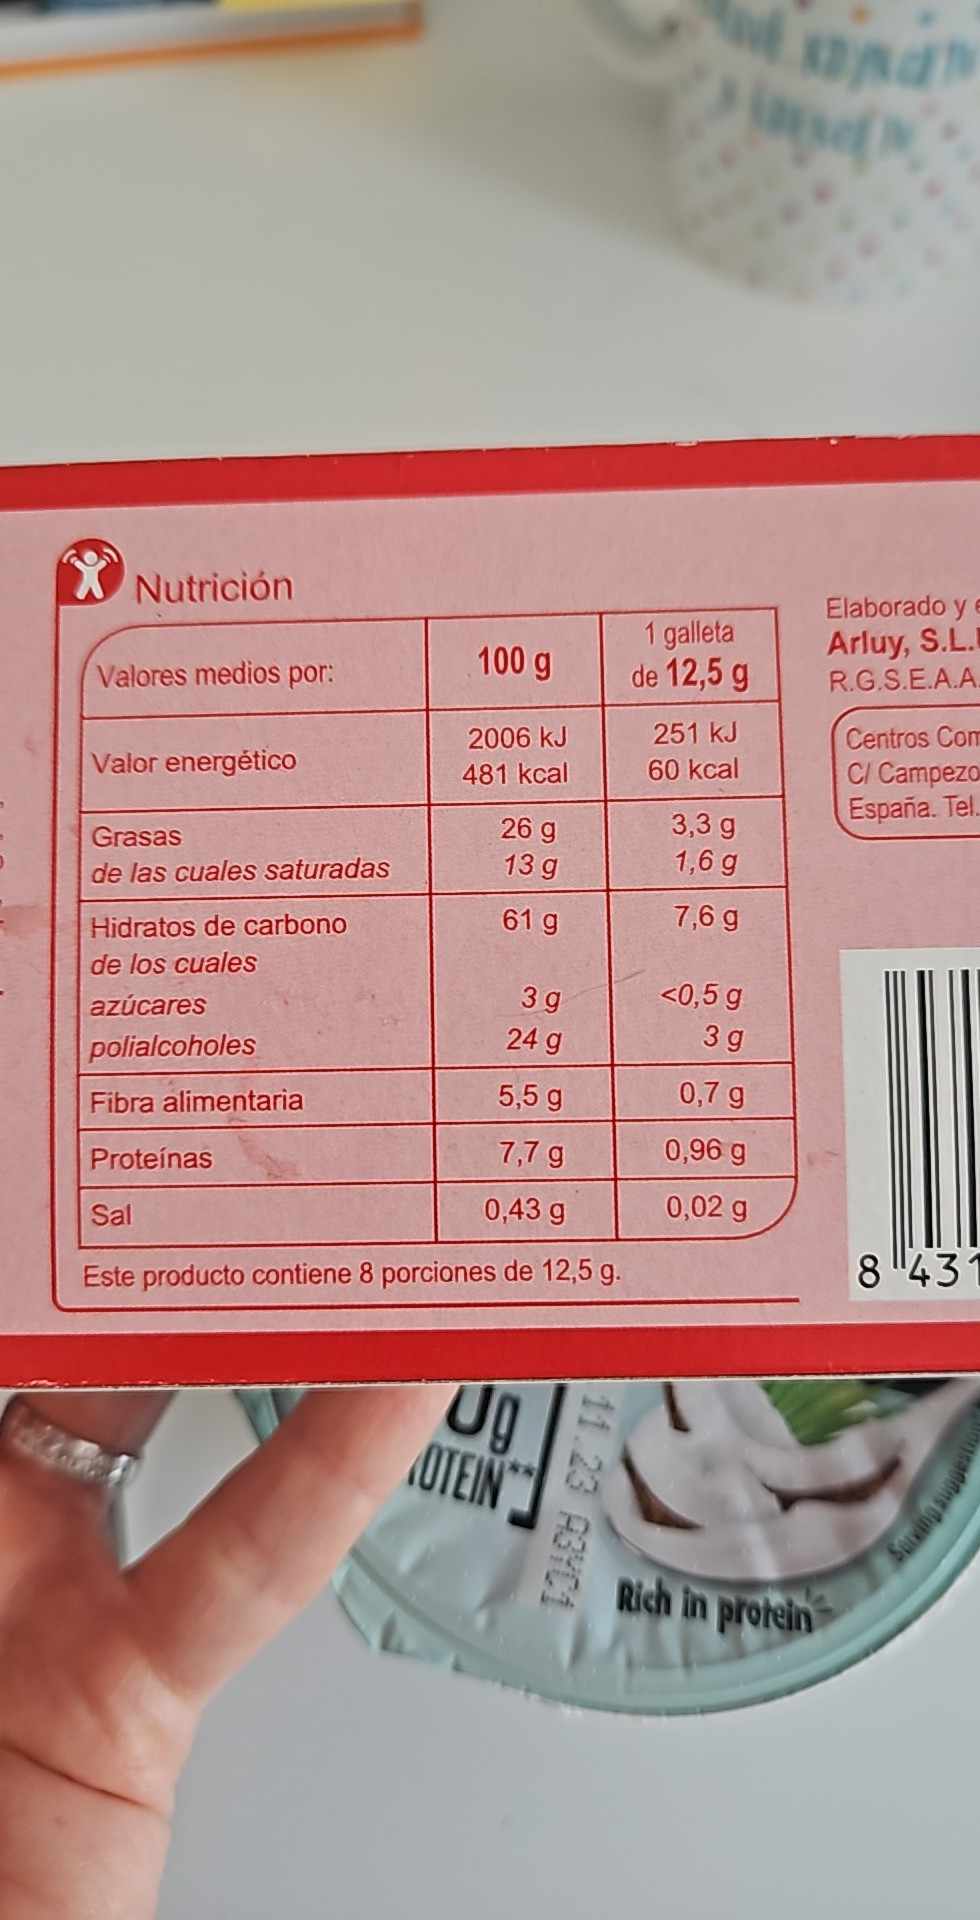 Nutrición
Valores medios por:
100 g
1 galleta
de 12,5 g
Valor energético
2006 kJ
481 kcal
251 kJ
60 kcal
Grasas
26 g
3,3 g
de las cuales saturadas
13 g
1,6 g
Hidratos de carbono
61 g
7,6 g
de los cuales
azúcares
3 g
<0,5 g
polialcoholes
24 g
3 g
Fibra alimentaria
5,5 g
0,7 g
Proteínas
7,7 g
0,96 g
Sal
0,43 g
0,02 g
Este producto contiene 8 porciones de 12,5 g.
Elaborado y
Arluy, S.L.
R.G.S.E.A.A.
Centros Com
C/ Campezo
España. Tel.
8 431
0g
OTEIN**
11.23 A3YC1
Rich in protein